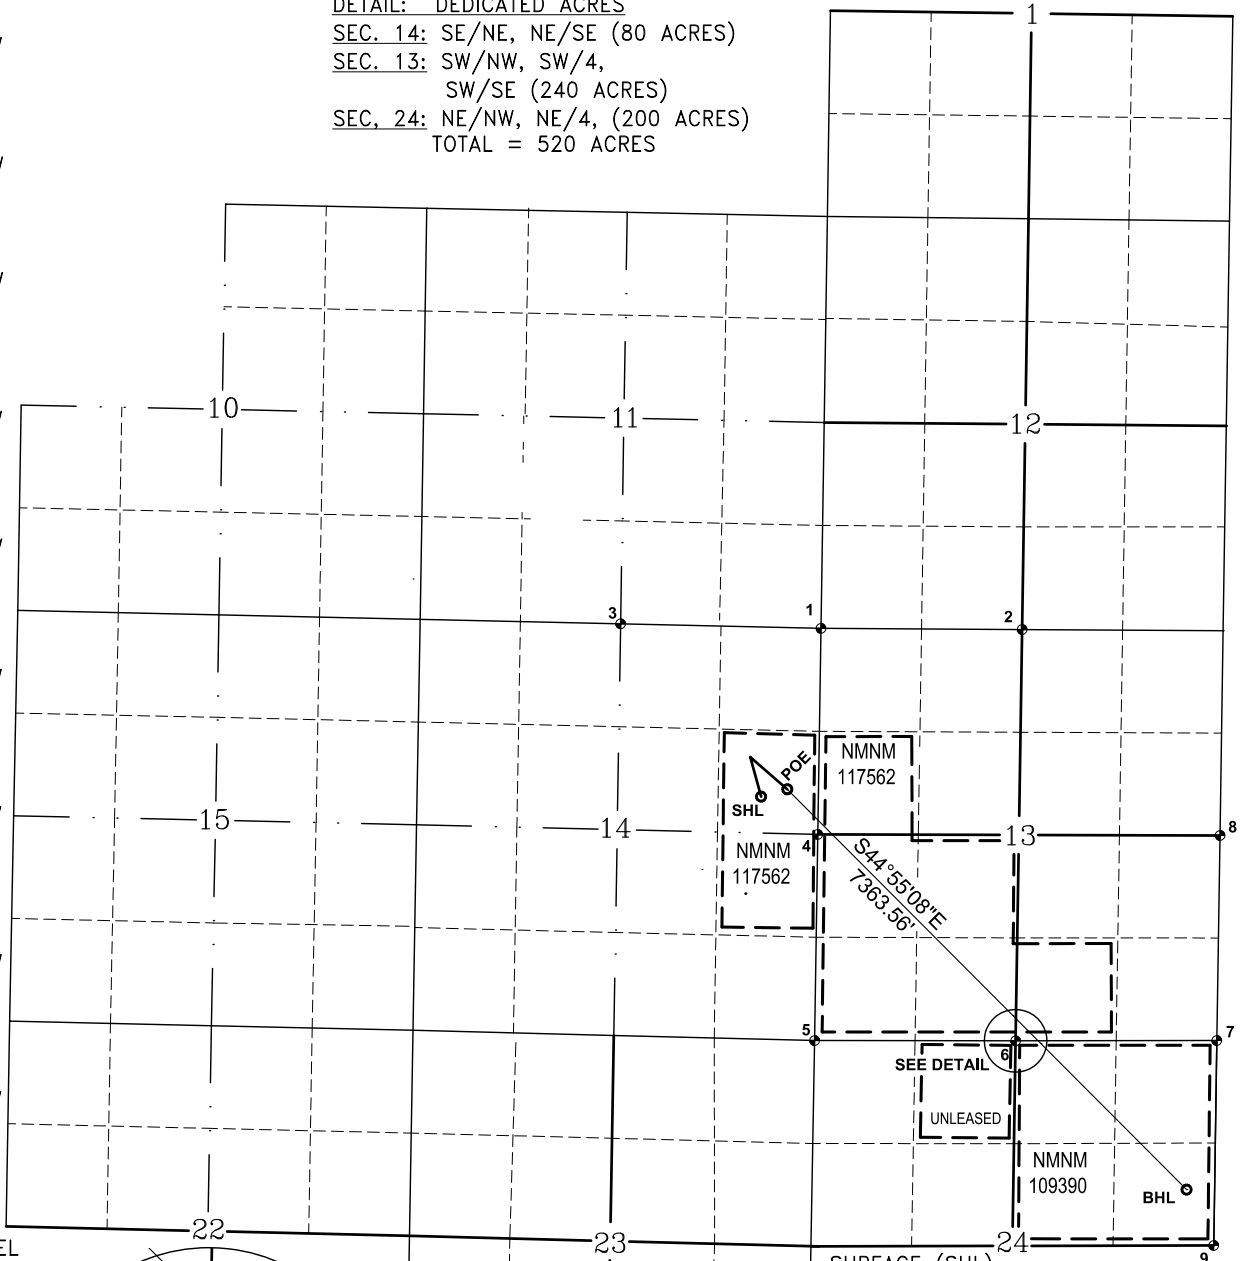 DETAIL: DEDICATED ACRES
SEC. 14: SE/NE, NE/SE (80 ACRES)
SEC. 13: SW/NW, SW/4,
SW/SE (240 ACRES)
SEC, 24: NE/NW, NE/4, (200 ACRES)
TOTAL = 520 ACRES
1
10
11
12
3
1
2
POE
SHL
NMNM
117562
NMNM
117562
15
14
4
13
8
S44°55'08"E
7363.56'
5
6
7
SEE DETAIL
UNLEASED
NMNM
109390
BHL
22
23
24
9
EL
SURFACE (SHL)